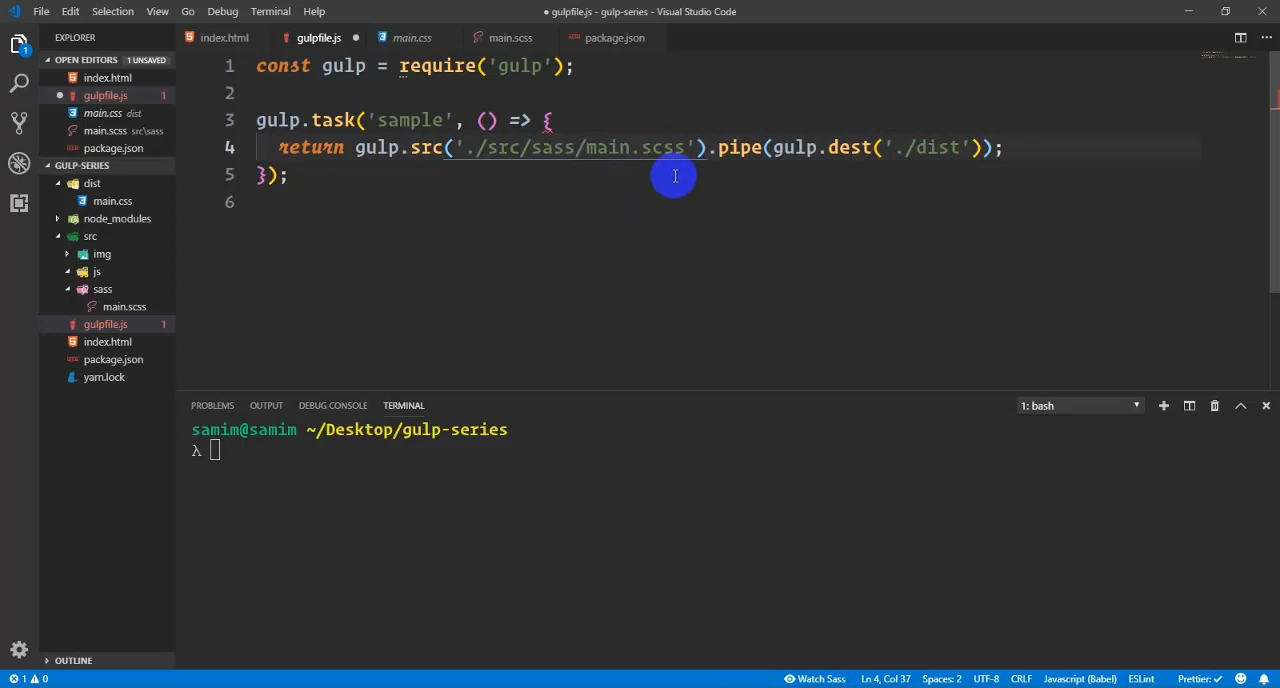 File Edit Selection View Go Debug Terminal Help
● gulpfile.js - gulp-series - Visual Studio Code
1
EXPLORER
OPEN EDITORS 1 UNSAVED
index.html
gulpfile.js 1
main.css dist
main.scss src\sass
package.json
GULP-SERIES
dist
main.css
node_modules
src
img
js
sass
main.scss
gulpfile.js 1
index.html
package.json
yarn.lock
OUTLINE
index.html gulpfile.js ● main.css main.scss package.json
1 const gulp = require('gulp');
2
3 gulp.task('sample', () => {
4 return gulp.src('./src/sass/main.scss').pipe(gulp.dest('./dist'));
5 });
6
PROBLEMS OUTPUT DEBUG CONSOLE TERMINAL 1: bash
samim@samim ~/Desktop/gulp-series
λ
1 0 Watch Sass Ln 4, Col 37 Spaces: 2 UTF-8 CRLF Javascript (Babel) ESLint Prettier: ✓